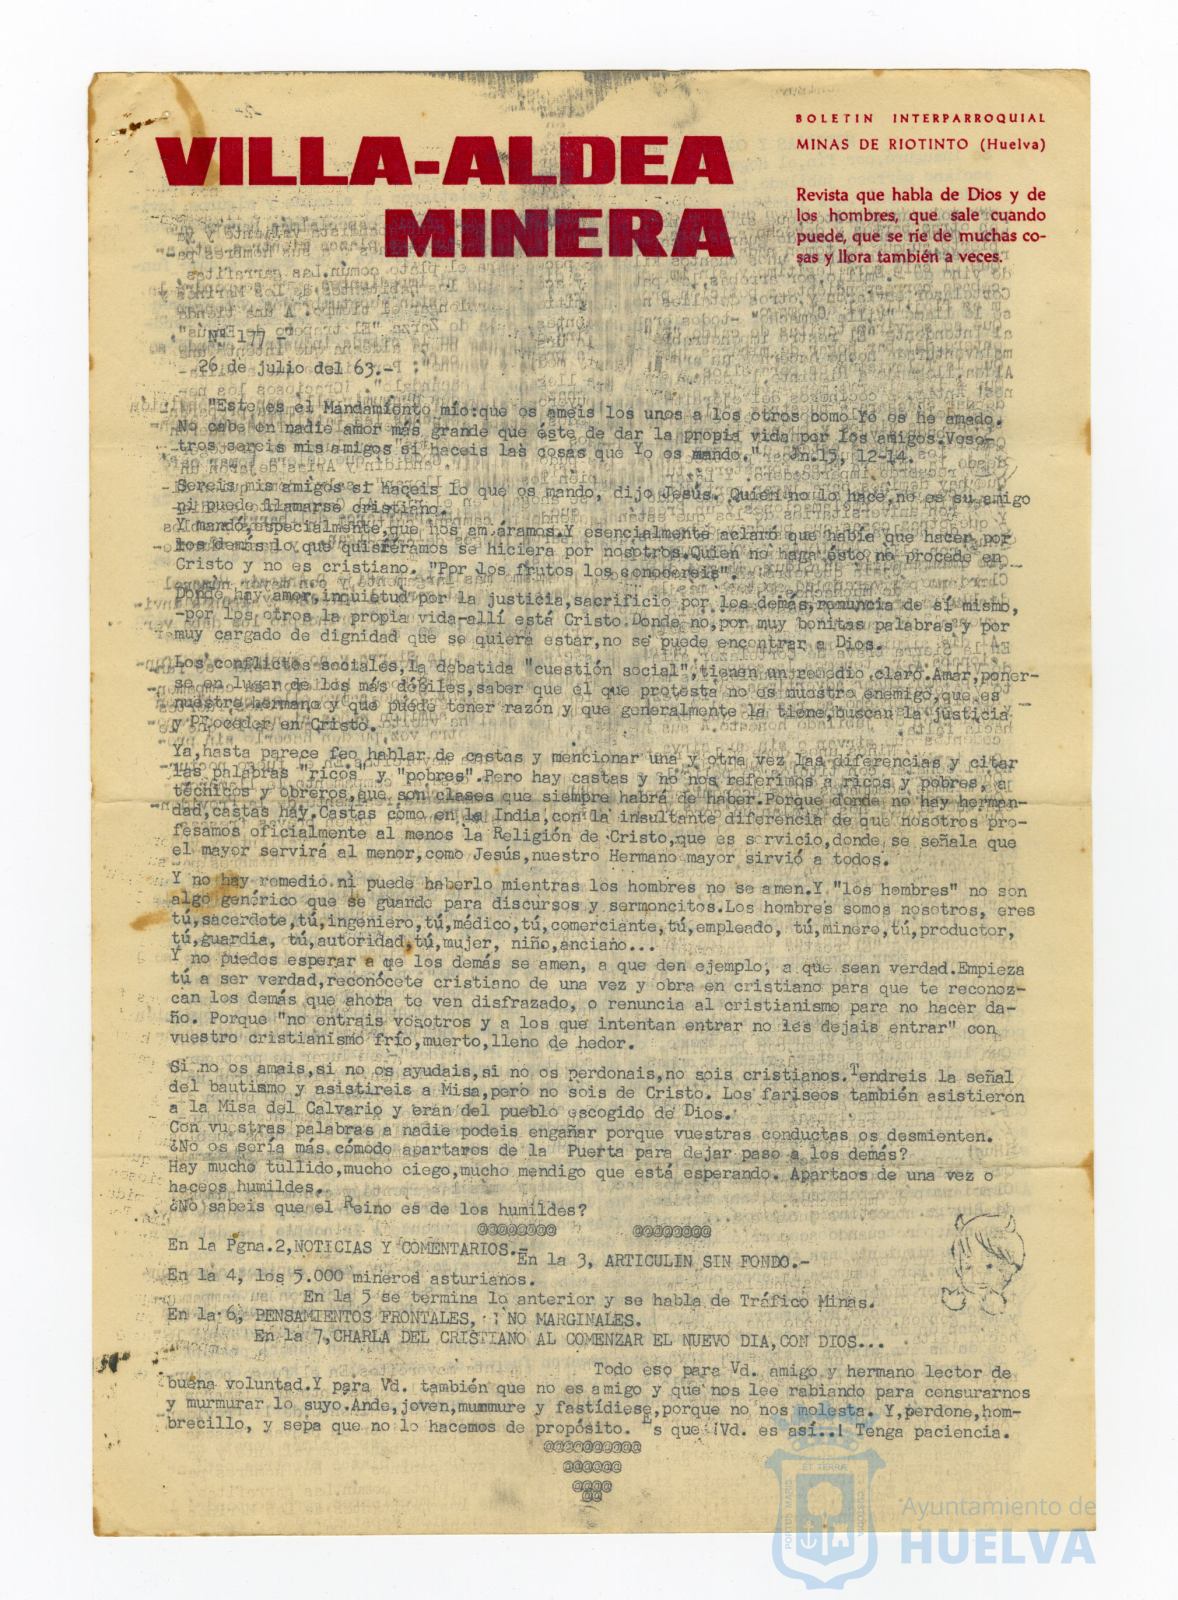 VILLA-ALDEA
MINERA
BOLETIN INTERPARROQUIAL
MINAS DE RIOTINTO (Huelva)
Revista que habla de Dios y de
los hombres, que sale cuando
puede, que se ríe de muchas co-
sas y llora también a veces.
Nº 177 -
26 de julio del 63.-
"Este es el Mandamiento mío:que os ameis los unos a los otros como Yo os he amado.
No cabe en nadie amor más grande que éste de dar la propia vida por los amigos.Voso-
tros sereis mis amigos si haceis las cosas que Yo os mando." Jn.15, 12-14.
Sereis mis amigos si haceis lo que os mando, dijo Jesús. Quien no lo hace,no es su amigo
ni puede llamarse cristiano.
Y mandó,especialmente,que nos am áramos.Y esencialmente aclaró que había que hacer por
los demás lo que quisiéramos se hiciera por nosotros.Quien no haga ésto no procede en
Cristo y no es cristiano. "Por los frutos los conocereis".
Donde hay amor,inquietud por la justicia,sacrificio por los demás,renuncia de sí mismo,
-por los otros la propia vida-allí está Cristo.Donde no,por muy bonitas palabras y por
muy cargado de dignidad que se quiera estar,no se puede encontrar a Dios.
Los conflictos sociales,la debatida "cuestión social",tienen un remedio claro.Amar,poner-
se en lugar de los más débiles,saber que el que protesta no es nuestro enemigo,que es
nuestro hermano y que puede tener razón y que generalmente la tiene,buscan la justicia
y PRoceder en Cristo.
Ya,hasta parece feo hablar de castas y mencionar una y otra vez las diferencias y citar
las palabras "ricos" y "pobres".Pero hay castas y no nos referimos a ricos y pobres, a
técnicos y obreros,que son clases que siempre habrá de haber.Porque donde no hay herman-
dad,castas hay.Castas cómo en la India,con la insultante diferencia de que nosotros pro-
fesamos oficialmente al menos la Religión de Cristo,que es servicio,donde se señala que
el mayor servirá al menor,como Jesús,nuestro Hermano mayor sirvió a todos.
Y no hay remedio ni puede haberlo mientras los hombres no se amen.Y "los hombres" no son
algo genérico que se guarde para discursos y sermoncitos.Los hombres somos nosotros, eres
tú,sacerdote,tú,ingeniero,tú,médico,tú,comerciante,tú,empleado, tú,minero,tú,productor,
tú,guardia, tú,autoridad,tú,mujer, niño,anciano...
Y no puedes esperar a qe los demás se amen, a que den ejemplo, a que sean verdad.Empieza
tú a ser verdad,reconócete cristiano de una vez y obra en cristiano para que te reconoz-
can los demás que ahora te ven disfrazado, o renuncia al cristianismo para no hacer da-
ño. Porque "no entrais vosotros y a los que intentan entrar no les dejais entrar" con
vuestro cristianismo frío,muerto,lleno de hedor.
Si no os amais,si no os ayudais,si no os perdonais,no sois cristianos.Tendreis la señal
del bautismo y asistireis a Misa,pero no sois de Cristo. Los fariseos también asistieron
a la Misa del Calvario y eran del pueblo escogido de Dios.
Con vu stras palabras a nadie podeis engañar porque vuestras conductas os desmienten.
¿No os sería más cómodo apartaros de la Puerta para dejar paso a los demás?
Hay mucho tullido,mucho ciego,mucho mendigo que está esperando. Apartaos de una vez o
haceos humildes.
¿No sabeis que el Reino es de los humildes?
@@@@@@@@ @@@@@@@@
En la Pgna.2,NOTICIAS Y COMENTARIOS.-
En la 3, ARTICULIN SIN FONDO.-
En la 4, los 5.000 mineros asturianos.
En la 5 se termina lo anterior y se habla de Tráfico Minas.
En la 6, PENSAMIENTOS FRONTALES, NO MARGINALES.
En la 7,CHARLA DEL CRISTIANO AL COMENZAR EL NUEVO DIA,CON DIOS...
Todo eso para Vd. amigo y hermano lector de
buena voluntad.Y para Vd. también que no es amigo y que nos lee rabiando para censurarnos
y murmurar lo suyo.Ande,joven,mummure y fastídiese,porque no nos molesta. Y,perdone,hom-
brecillo, y sepa que no lo hacemos de propósito. Es que ¡Vd. es así..! Tenga paciencia.
@@@@@@@@@@
@@@@@@
@@@@
@@
Ayuntamiento de
HUELVA